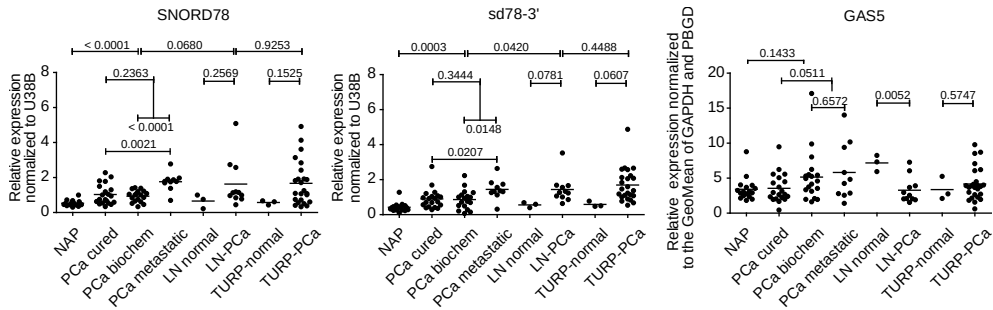 SNORD78
Relative expression
normalized to U38B
< 0.0001
0.0680
0.9253
0.2363
0.2569
0.1525
< 0.0001
0.0021
8
6
4
2
0
NAP
PCa cured
PCa biochem
PCa metastatic
LN normal
LN-PCa
TURP-normal
TURP-PCa
sd78-3'
Relative expression
normalized to U38B
0.0003
0.0420
0.4488
0.3444
0.0781
0.0607
0.0148
0.0207
8
6
4
2
0
NAP
PCa cured
PCa biochem
PCa metastatic
LN normal
LN-PCa
TURP-normal
TURP-PCa
GAS5
Relative expression normalized
to the GeoMean of GAPDH and PBGD
0.1433
0.0511
0.6572
0.0052
0.5747
20
15
10
5
0
NAP
PCa cured
PCa biochem
PCa metastatic
LN normal
LN-PCa
TURP-normal
TURP-PCa